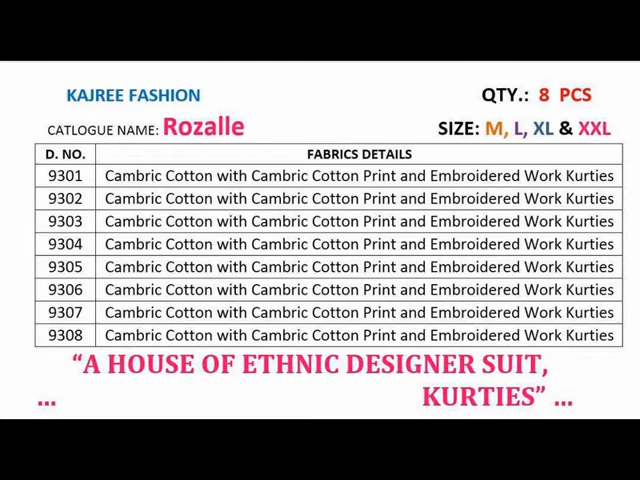 KAJREE FASHION QTY.: 8 PCS
CATLOGUE NAME: Rozalle SIZE: M, L, XL & XXL
D. NO. FABRICS DETAILS
9301 Cambric Cotton with Cambric Cotton Print and Embroidered Work Kurties
9302 Cambric Cotton with Cambric Cotton Print and Embroidered Work Kurties
9303 Cambric Cotton with Cambric Cotton Print and Embroidered Work Kurties
9304 Cambric Cotton with Cambric Cotton Print and Embroidered Work Kurties
9305 Cambric Cotton with Cambric Cotton Print and Embroidered Work Kurties
9306 Cambric Cotton with Cambric Cotton Print and Embroidered Work Kurties
9307 Cambric Cotton with Cambric Cotton Print and Embroidered Work Kurties
9308 Cambric Cotton with Cambric Cotton Print and Embroidered Work Kurties
“A HOUSE OF ETHNIC DESIGNER SUIT,
... KURTIES” ...